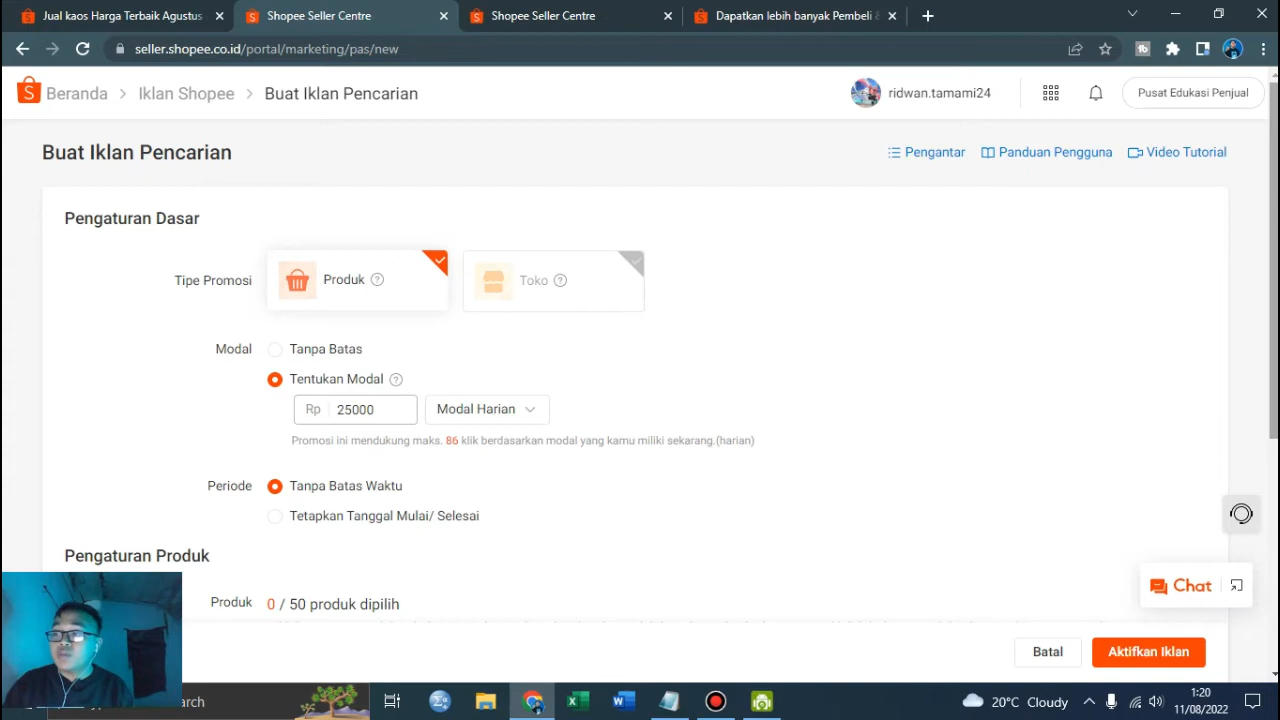 Jual kaos Harga Terbaik Agustus
Shopee Seller Centre
Shopee Seller Centre
Dapatkan lebih banyak Pembeli &
seller.shopee.co.id/portal/marketing/pas/new
Beranda > Iklan Shopee > Buat Iklan Pencarian
ridwan.tamami24
Pusat Edukasi Penjual
Buat Iklan Pencarian
Pengantar
Panduan Pengguna
Video Tutorial
Pengaturan Dasar
Tipe Promosi
Produk
Toko
Modal
Tanpa Batas
Tentukan Modal
Rp 25000
Modal Harian
Promosi ini mendukung maks. 86 klik berdasarkan modal yang kamu miliki sekarang.(harian)
Periode
Tanpa Batas Waktu
Tetapkan Tanggal Mulai/ Selesai
Pengaturan Produk
Produk
0 / 50 produk dipilih
Chat
Batal
Aktifkan Iklan
20°C Cloudy
1:20
11/08/2022